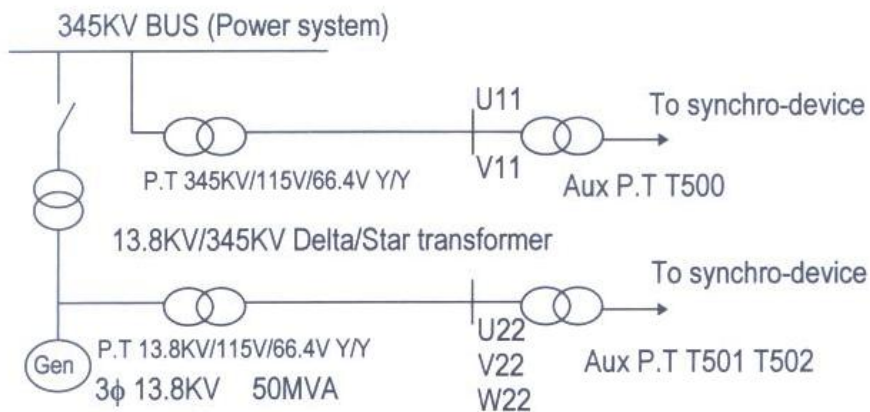 345KV BUS (Power system)
U11
To synchro-device
V11
P.T 345KV/115V/66.4V Y/Y
Aux P.T T500
13.8KV/345KV Delta/Star transformer
To synchro-device
U22
P.T 13.8KV/115V/66.4V Y/Y
V22
Aux P.T T501 T502
Gen
3ϕ 13.8KV 50MVA
W22